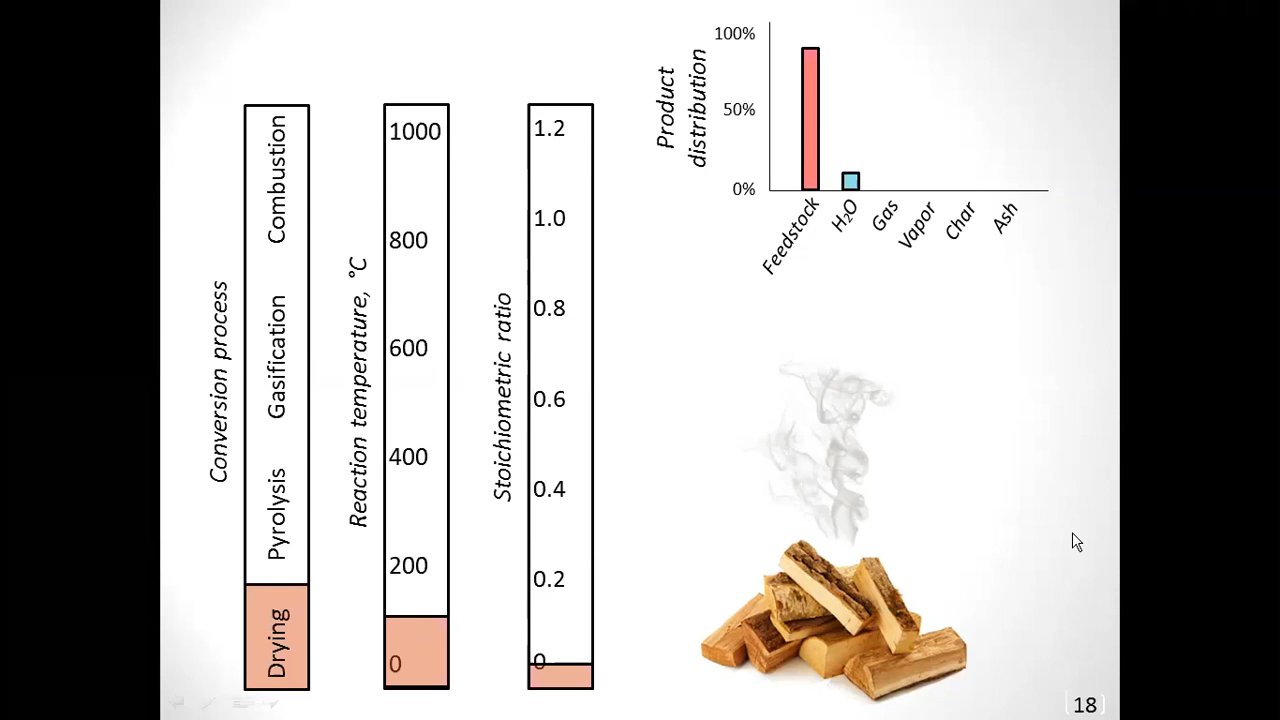 Conversion process
Combustion
Gasification
Pyrolysis
Drying
Reaction temperature, °C
1000
800
600
400
200
0
Stoichiometric ratio
1.2
1.0
0.8
0.6
0.4
0.2
0
Product
distribution
100%
50%
0%
Feedstock
H₂O
Gas
Vapor
Char
Ash
18